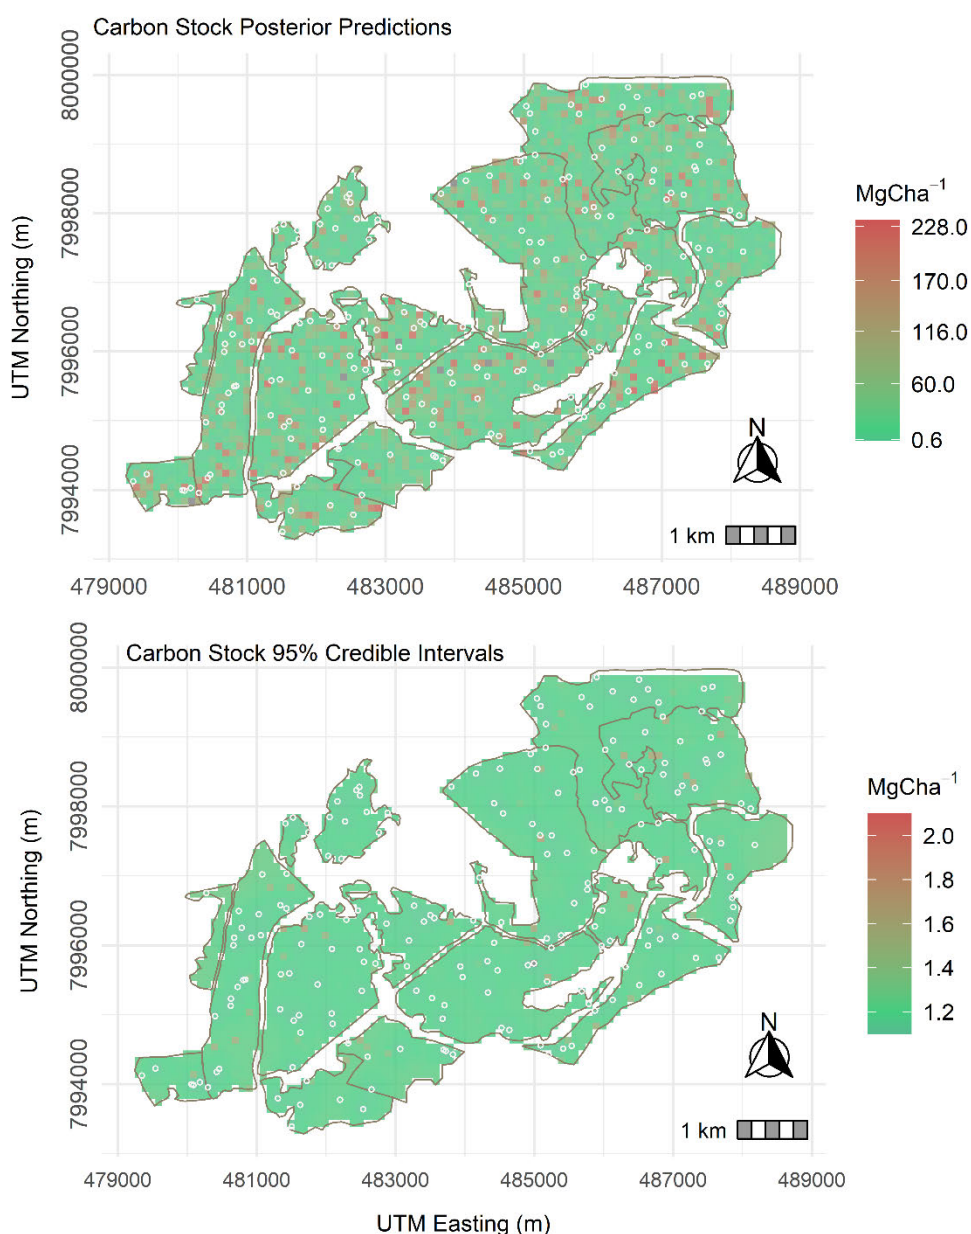 Carbon Stock Posterior Predictions
8000000
7998000
7996000
7994000
UTM Northing (m)
MgCha⁻¹
228.0
170.0
116.0
60.0
0.6
N
1 km
479000 481000 483000 485000 487000 489000
Carbon Stock 95% Credible Intervals
8000000
7998000
7996000
7994000
UTM Northing (m)
MgCha⁻¹
2.0
1.8
1.6
1.4
1.2
N
1 km
479000 481000 483000 485000 487000 489000
UTM Easting (m)